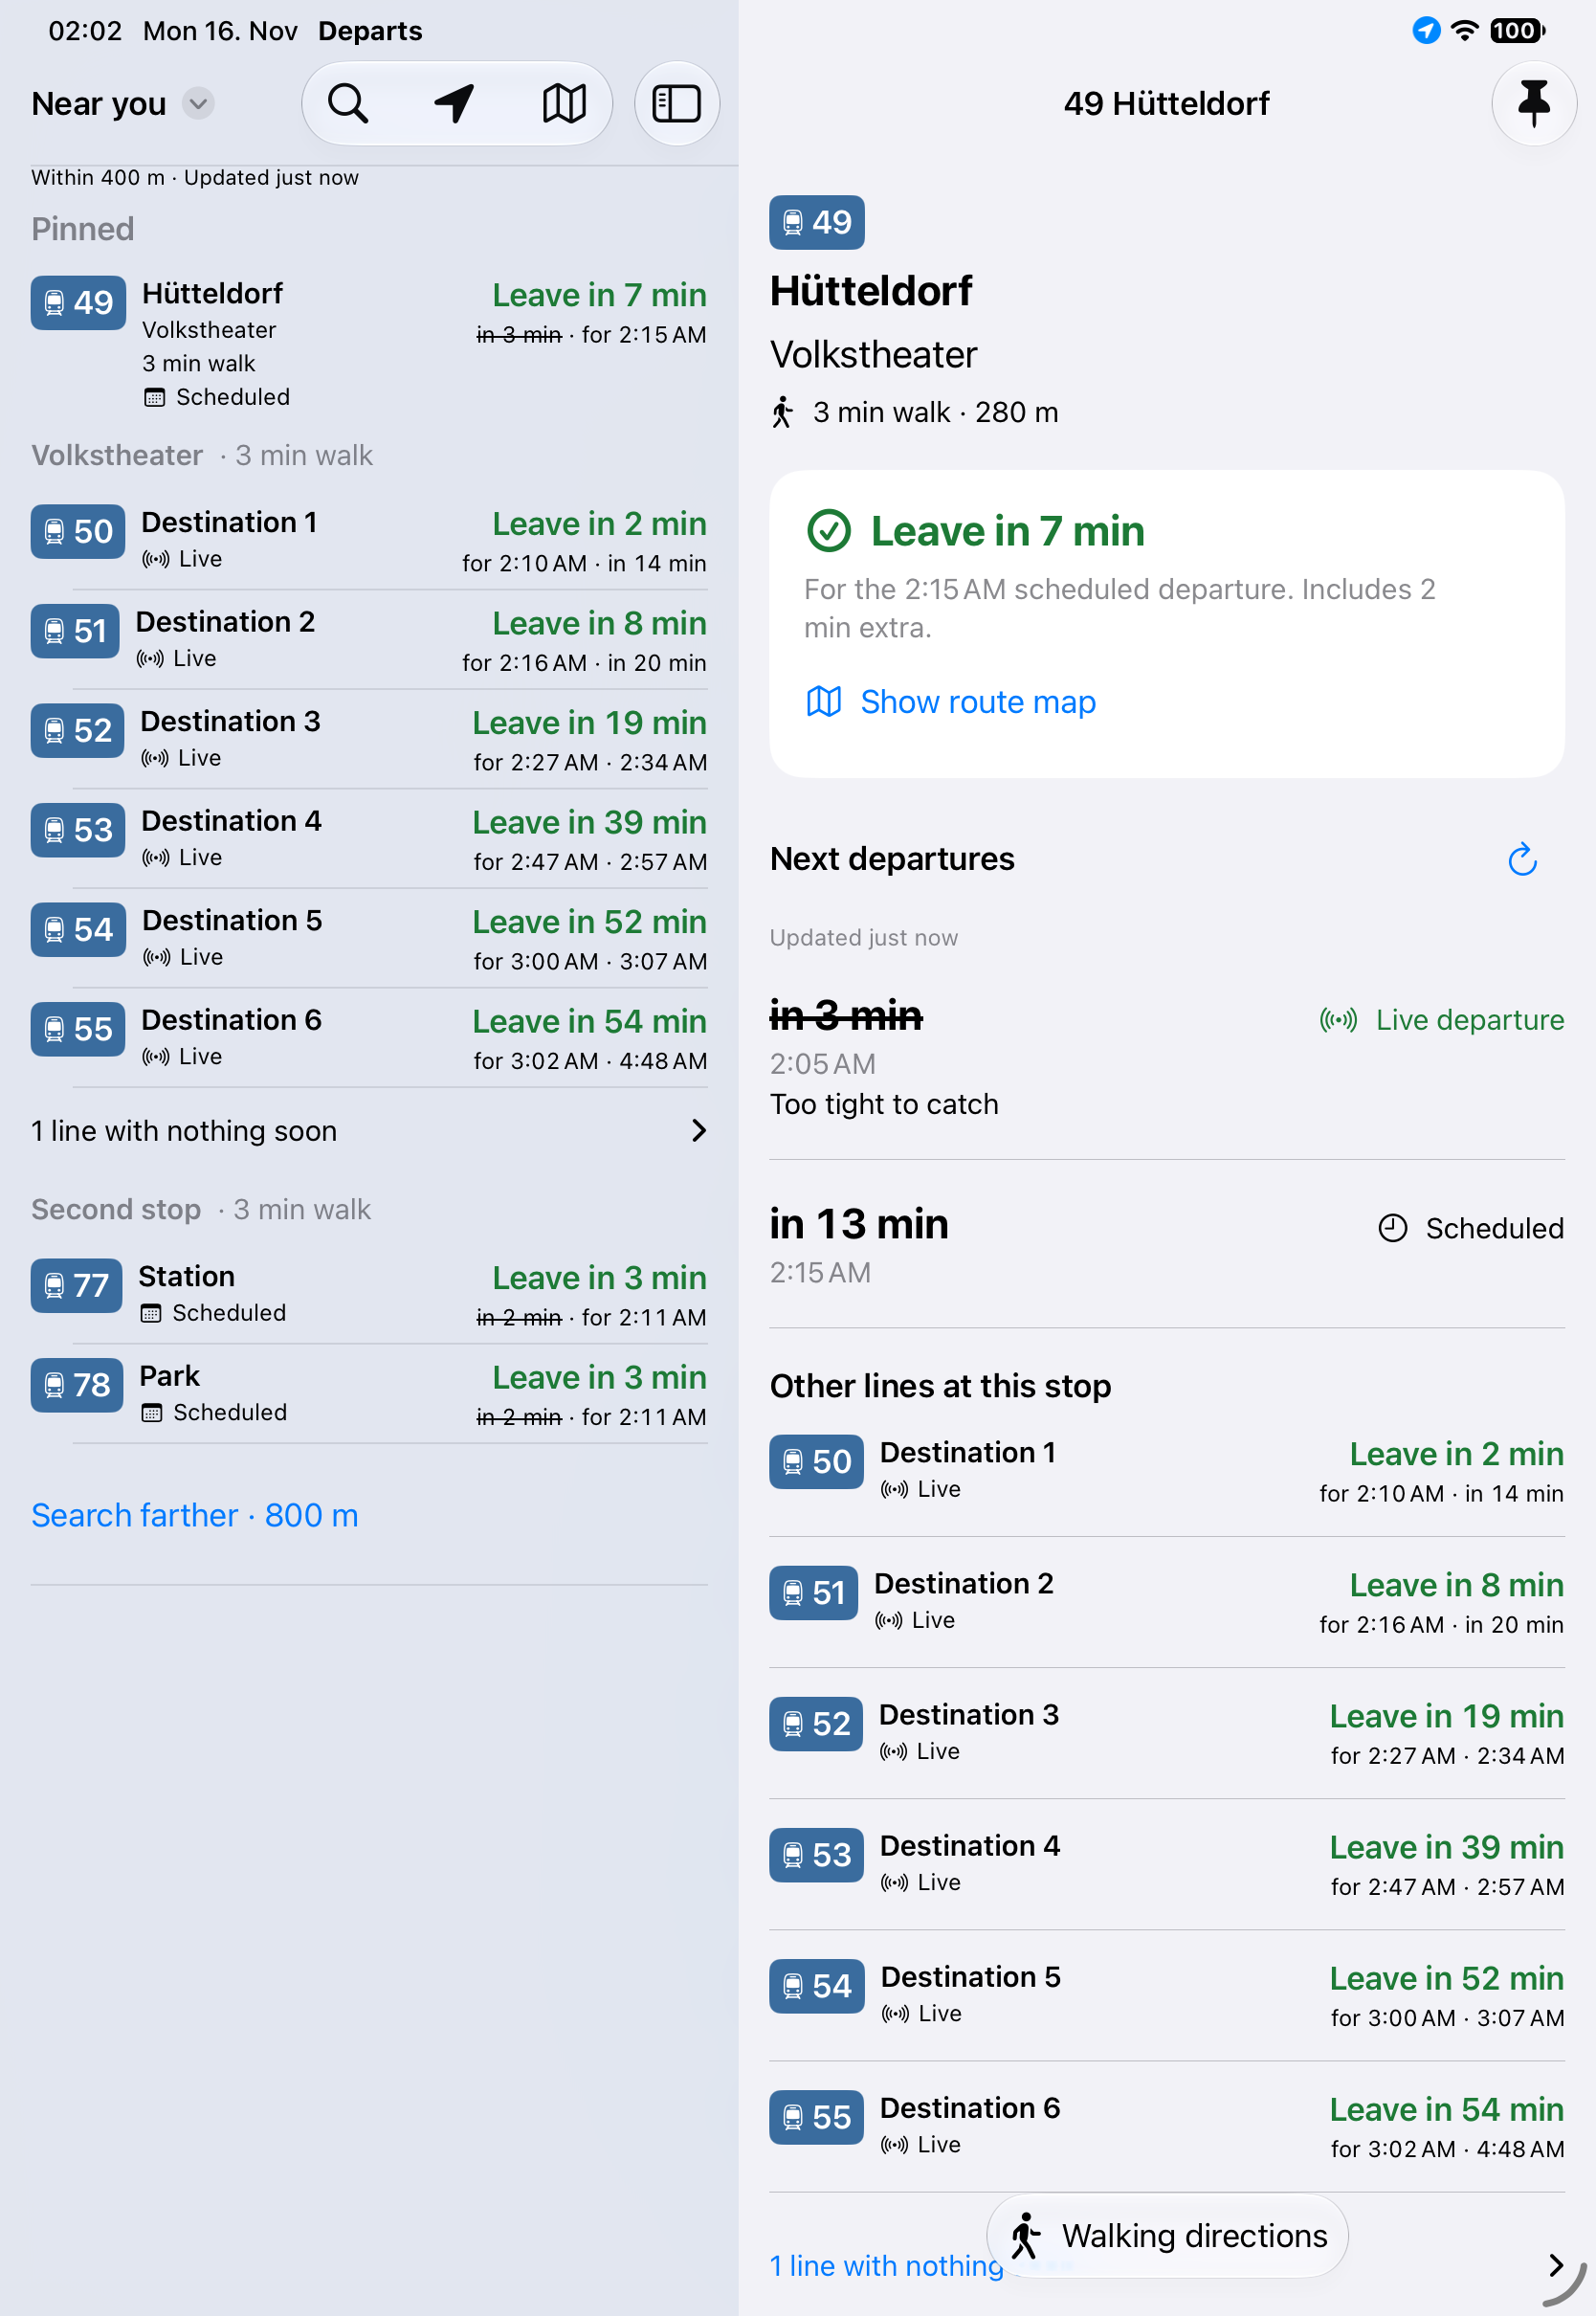 02:02 Mon 16. Nov Departs
100
Near you
Within 400 m · Updated just now
Pinned
49 Hütteldorf Leave in 7 min
Volkstheater in 3 min · for 2:15 AM
3 min walk
Scheduled
Volkstheater · 3 min walk
50 Destination 1 Leave in 2 min
Live for 2:10 AM · in 14 min
51 Destination 2 Leave in 8 min
Live for 2:16 AM · in 20 min
52 Destination 3 Leave in 19 min
Live for 2:27 AM · 2:34 AM
53 Destination 4 Leave in 39 min
Live for 2:47 AM · 2:57 AM
54 Destination 5 Leave in 52 min
Live for 3:00 AM · 3:07 AM
55 Destination 6 Leave in 54 min
Live for 3:02 AM · 4:48 AM
1 line with nothing soon
Second stop · 3 min walk
77 Station Leave in 3 min
Scheduled in 2 min · for 2:11 AM
78 Park Leave in 3 min
Scheduled in 2 min · for 2:11 AM
Search farther · 800 m
49 Hütteldorf
49
Hütteldorf
Volkstheater
3 min walk · 280 m
Leave in 7 min
For the 2:15 AM scheduled departure. Includes 2
min extra.
Show route map
Next departures
Updated just now
in 3 min Live departure
2:05 AM
Too tight to catch
in 13 min Scheduled
2:15 AM
Other lines at this stop
50 Destination 1 Leave in 2 min
Live for 2:10 AM · in 14 min
51 Destination 2 Leave in 8 min
Live for 2:16 AM · in 20 min
52 Destination 3 Leave in 19 min
Live for 2:27 AM · 2:34 AM
53 Destination 4 Leave in 39 min
Live for 2:47 AM · 2:57 AM
54 Destination 5 Leave in 52 min
Live for 3:00 AM · 3:07 AM
55 Destination 6 Leave in 54 min
Live for 3:02 AM · 4:48 AM
Walking directions
1 line with nothing